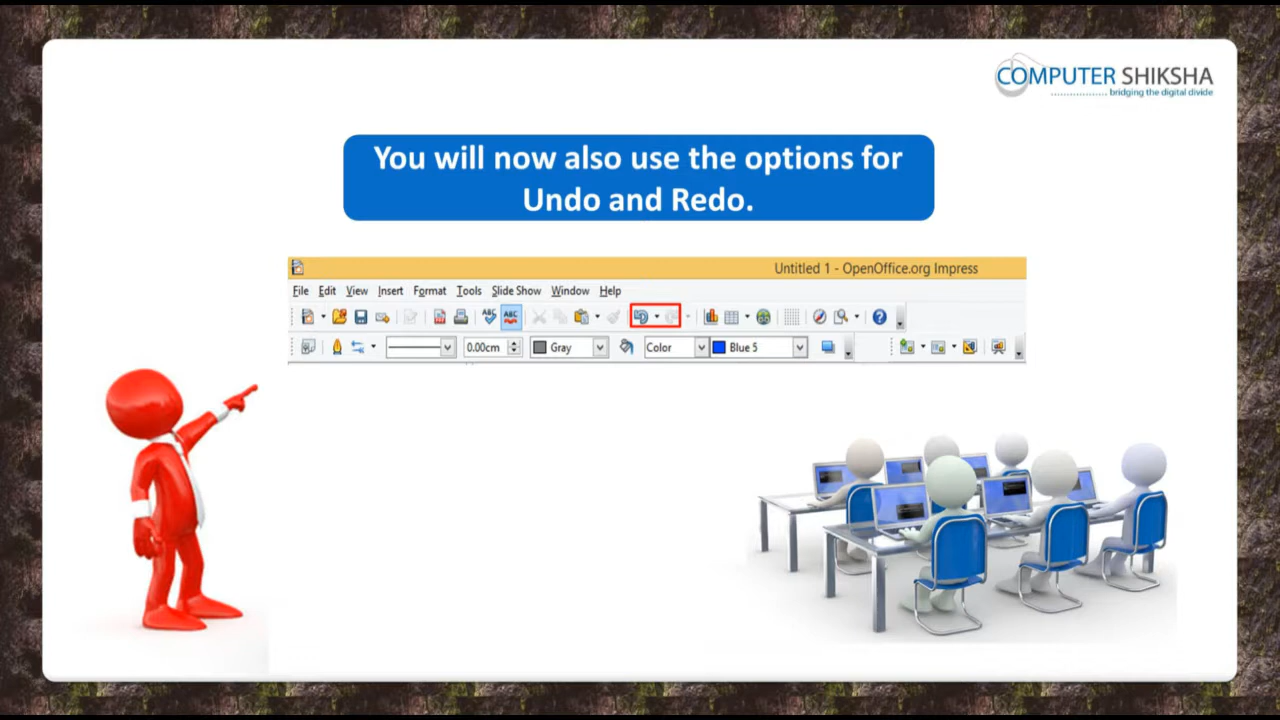 COMPUTER SHIKSHA
bridging the digital divide
You will now also use the options for
Undo and Redo.
Untitled 1 - OpenOffice.org Impress
File Edit View Insert Format Tools Slide Show Window Help
ABC ABC
0.00cm Gray Color Blue 5